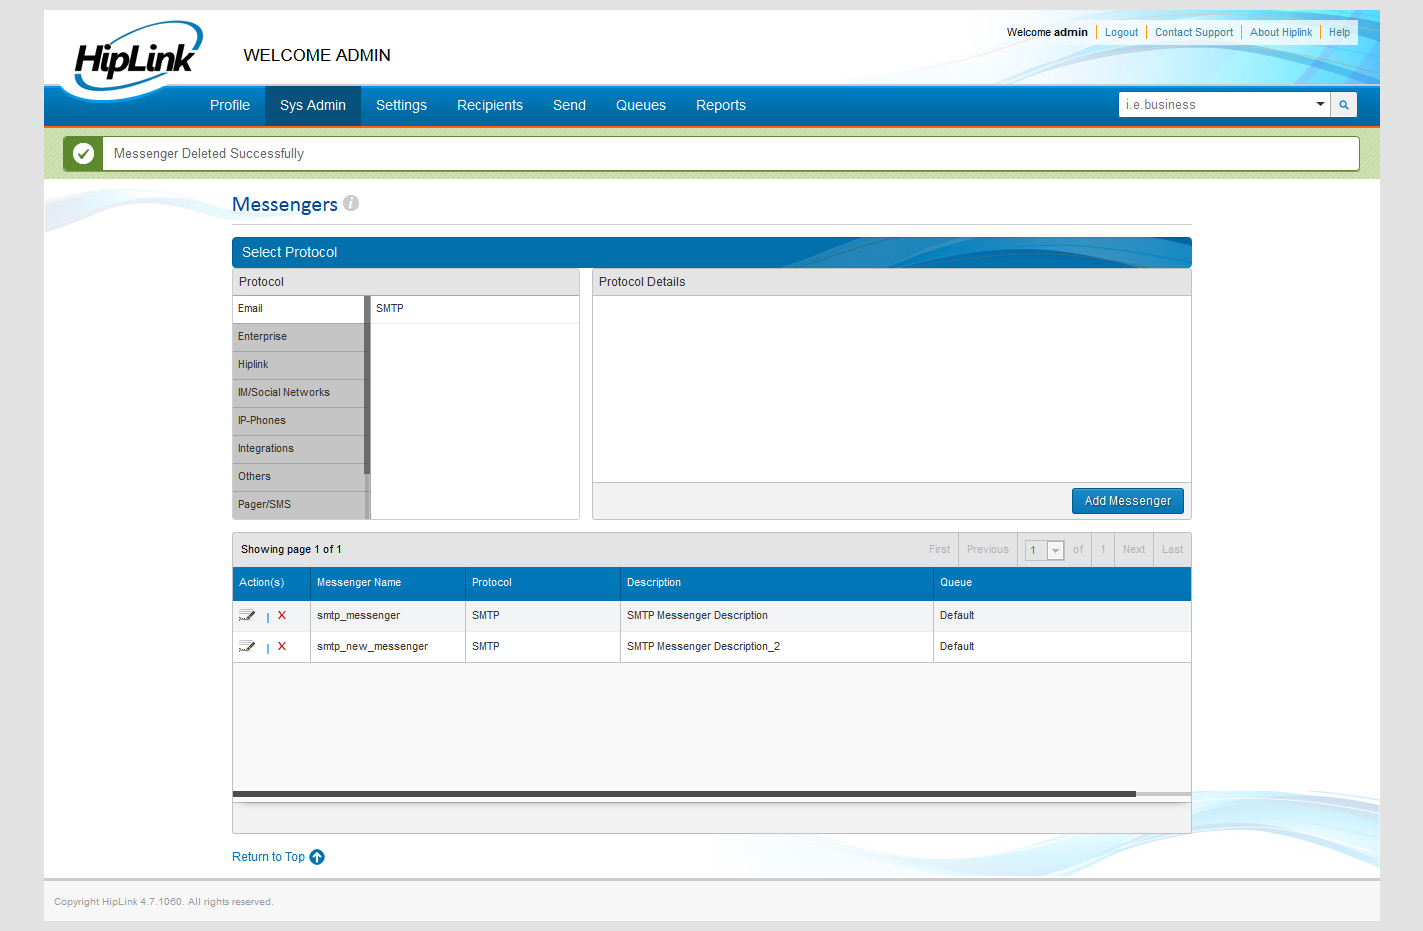 HipLink
WELCOME ADMIN
Welcome admin
Logout
Contact Support
About Hiplink
Help
Profile
Sys Admin
Settings
Recipients
Send
Queues
Reports
i.e.business
Messenger Deleted Successfully
Messengers
Select Protocol
Protocol
Protocol Details
Email
SMTP
Enterprise
Hiplink
IM/Social Networks
IP-Phones
Integrations
Others
Pager/SMS
Add Messenger
Showing page 1 of 1
First Previous 1 of 1 Next Last
Action(s) Messenger Name Protocol Description Queue
| X smtp_messenger SMTP SMTP Messenger Description Default
| X smtp_new_messenger SMTP SMTP Messenger Description_2 Default
Return to Top
Copyright HipLink 4.7.1060. All rights reserved.